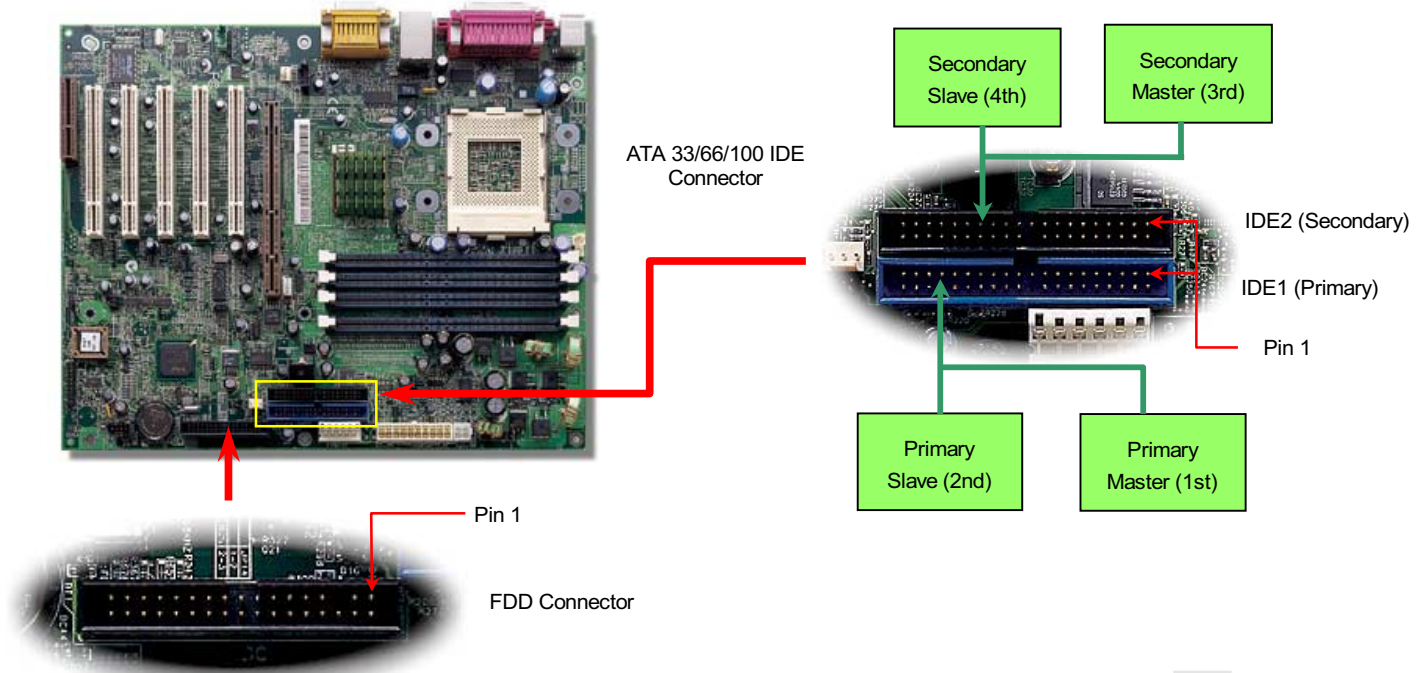 Secondary
Slave (4th)
Secondary
Master (3rd)
ATA 33/66/100 IDE
Connector
IDE2 (Secondary)
IDE1 (Primary)
Pin 1
Primary
Slave (2nd)
Primary
Master (1st)
Pin 1
FDD Connector